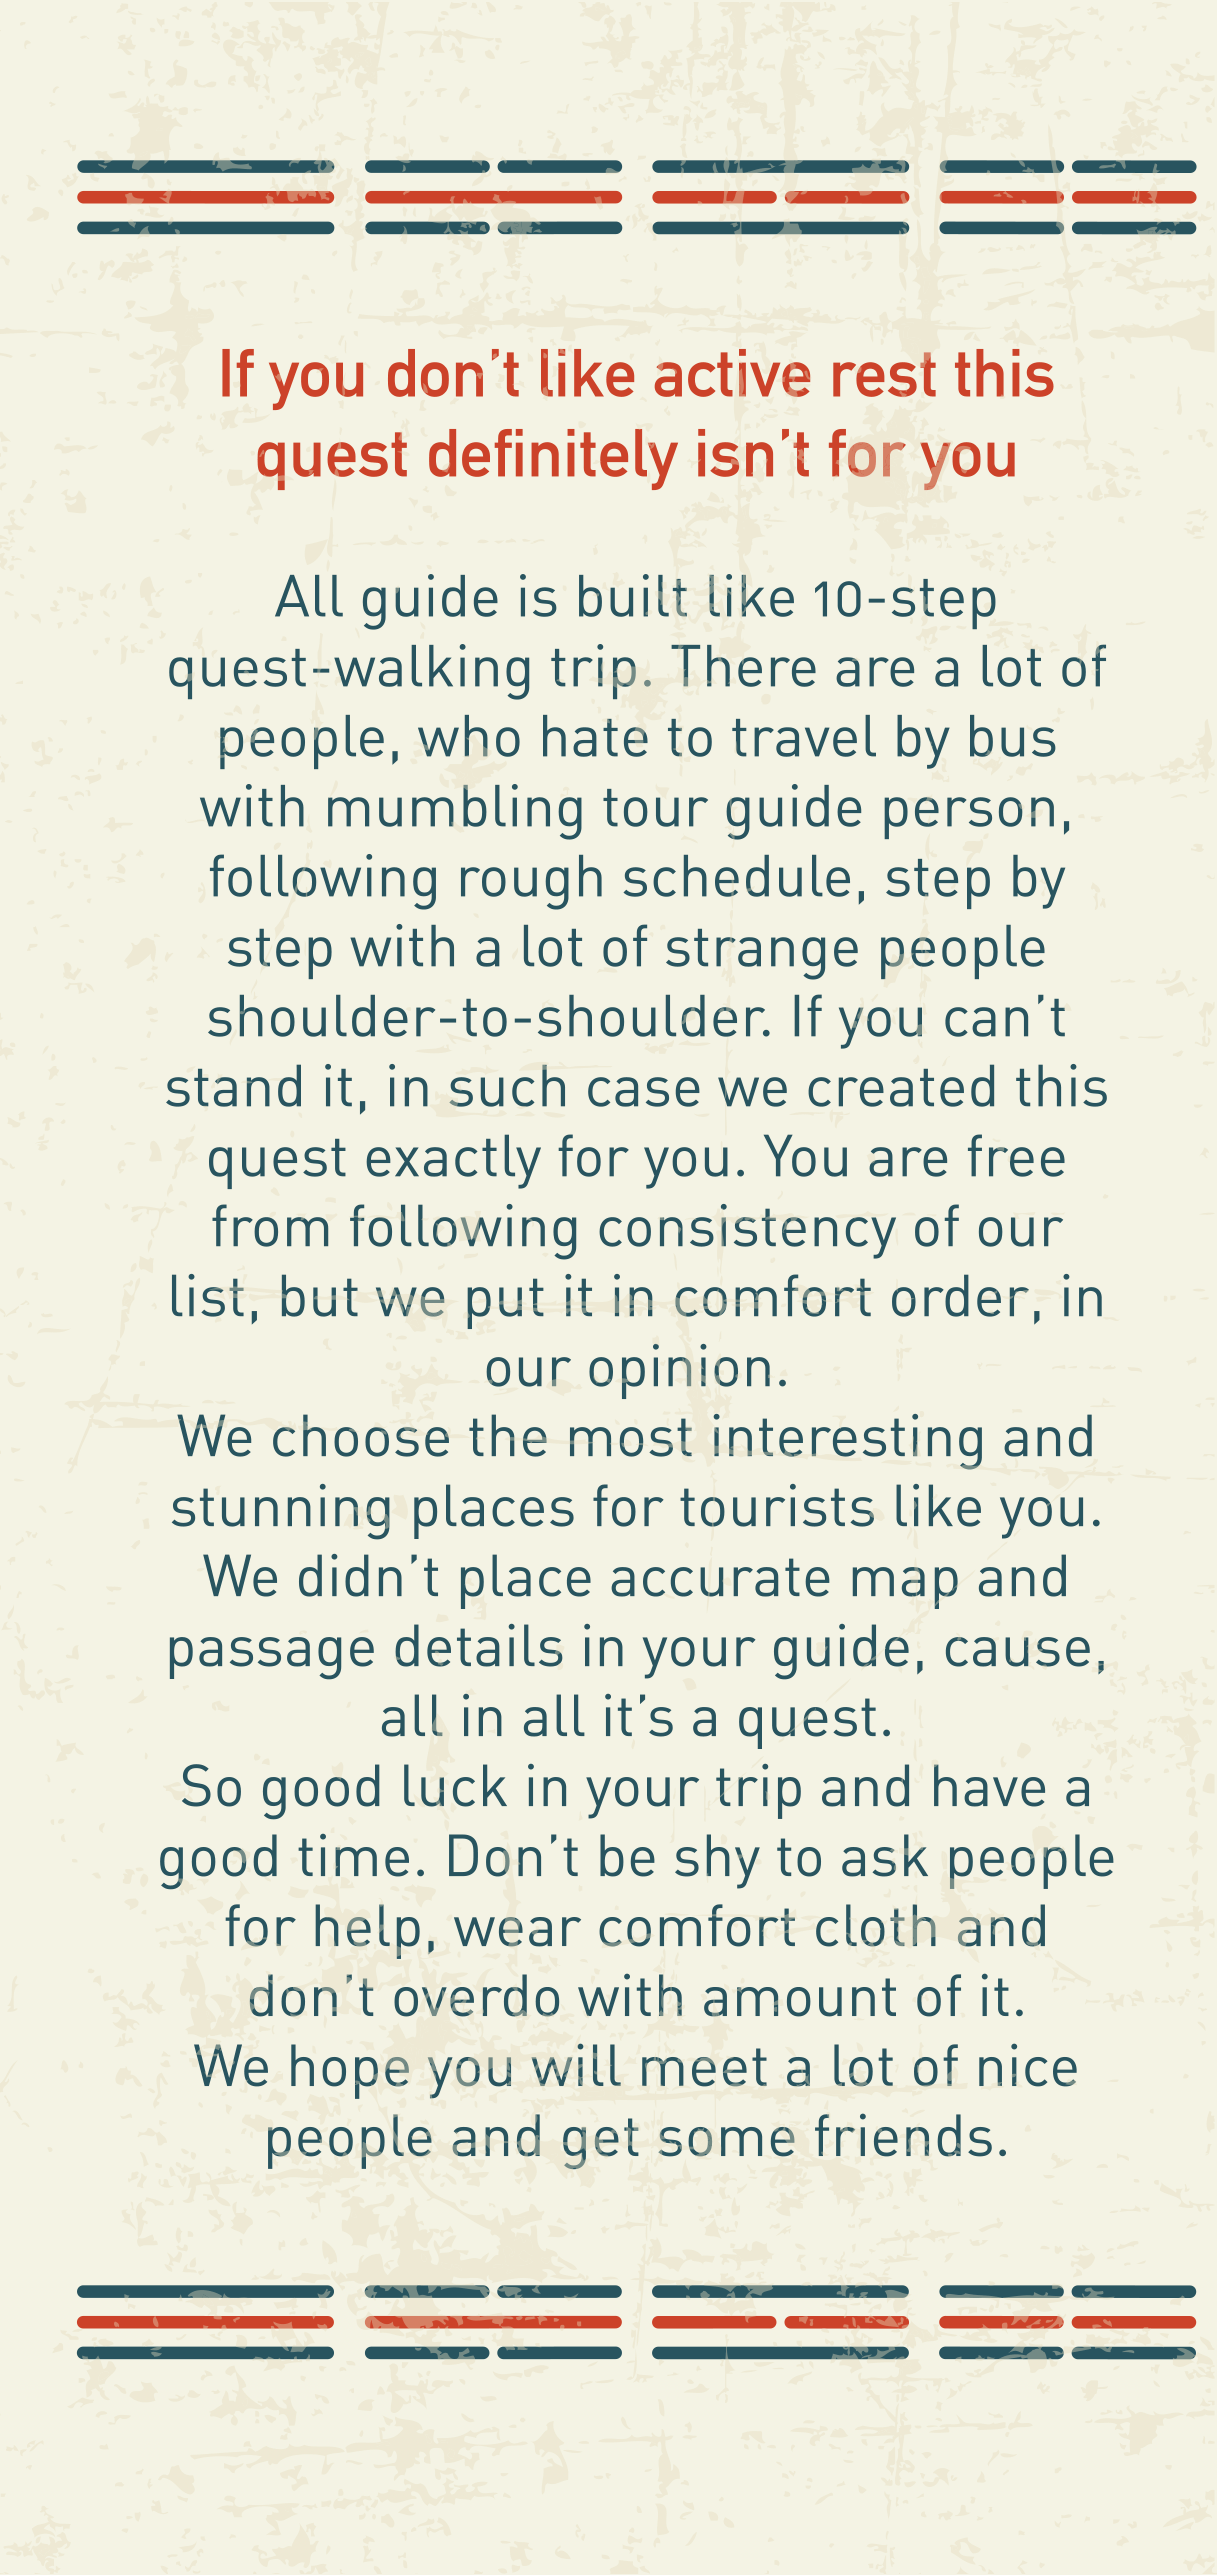 If you don’t like active rest this
quest definitely isn’t for you
All guide is built like 10-step
quest-walking trip. There are a lot of
people, who hate to travel by bus
with mumbling tour guide person,
following rough schedule, step by
step with a lot of strange people
shoulder-to-shoulder. If you can’t
stand it, in such case we created this
quest exactly for you. You are free
from following consistency of our
list, but we put it in comfort order, in
our opinion.
We choose the most interesting and
stunning places for tourists like you.
We didn’t place accurate map and
passage details in your guide, cause,
all in all it’s a quest.
So good luck in your trip and have a
good time. Don’t be shy to ask people
for help, wear comfort cloth and
don’t overdo with amount of it.
We hope you will meet a lot of nice
people and get some friends.